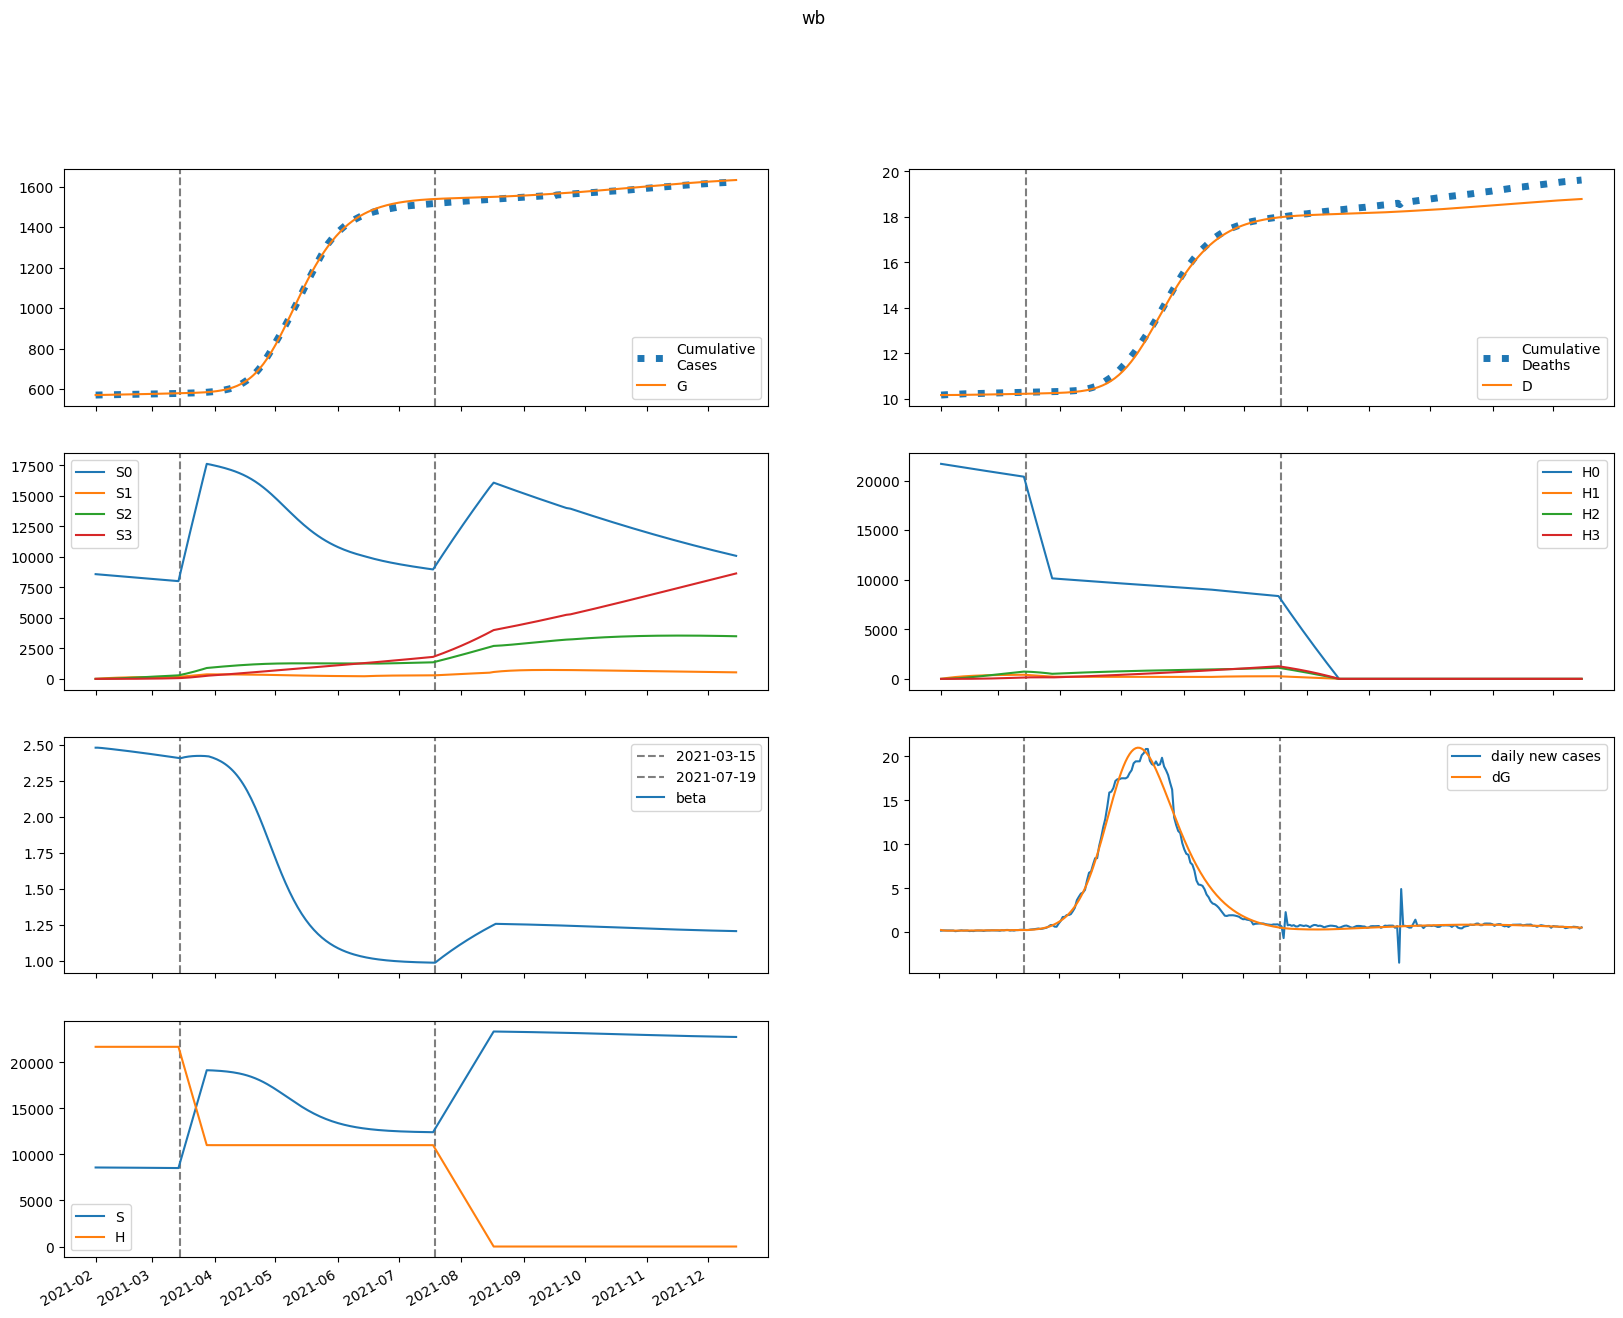 wb
1600
1400
1200
1000
800
600
Cumulative
Cases
G
20
18
16
14
12
10
Cumulative
Deaths
D
17500
15000
12500
10000
7500
5000
2500
0
S0
S1
S2
S3
20000
15000
10000
5000
0
H0
H1
H2
H3
2.50
2.25
2.00
1.75
1.50
1.25
1.00
2021-03-15
2021-07-19
beta
20
15
10
5
0
daily new cases
dG
20000
15000
10000
5000
0
S
H
2021-02
2021-03
2021-04
2021-05
2021-06
2021-07
2021-08
2021-09
2021-10
2021-11
2021-12